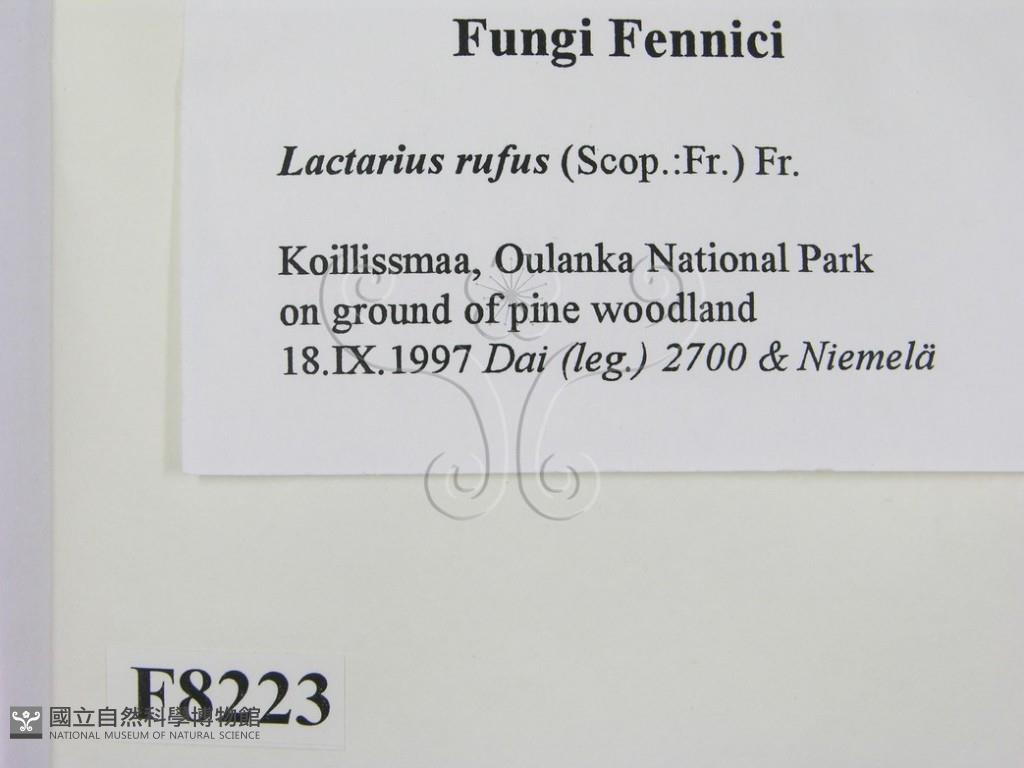 Fungi Fennici
Lactarius rufus (Scop.:Fr.) Fr.
Koillissmaa, Oulanka National Park
on ground of pine woodland
18.IX.1997 Dai (leg.) 2700 & Niemelä
F8223
國立自然科學博物館
NATIONAL MUSEUM OF NATURAL SCIENCE